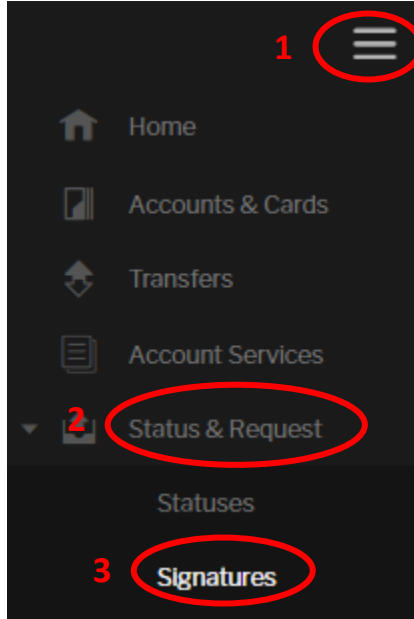 1
Home
Accounts & Cards
Transfers
Account Services
2 Status & Request
Statuses
3 Signatures